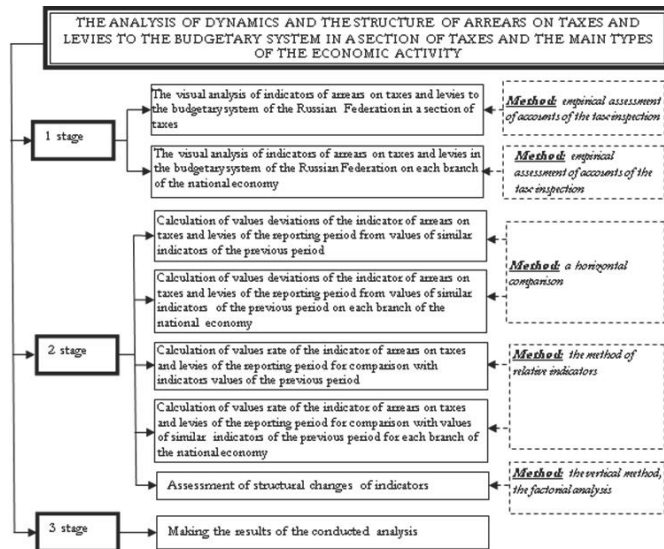 THE ANALYSIS OF DYNAMICS AND THE STRUCTURE OF ARREARS ON TAXES AND
LEVIES TO THE BUDGETARY SYSTEM IN A SECTION OF TAXES AND THE MAIN TYPES
OF THE ECONOMIC ACTIVITY
1 stage
The visual analysis of indicators of arrears on taxes and levies to
the budgetary system of the Russian Federation in a section of
taxes
Method: empirical assessment
of accounts of the tax inspection
The visual analysis of indicators of arrears on taxes and levies in
the budgetary system of the Russian Federation on each branch
of the national economy
Method: empirical
assessment of accounts of the
tax inspection
2 stage
Calculation of values deviations of the indicator of arrears on
taxes and levies of the reporting period from values of similar
indicators of the previous period
Calculation of values deviations of the indicator of arrears on
taxes and levies of the reporting period from values of similar
indicators of the previous period on each branch of the
national economy
Method: a horizontal
comparison
Calculation of values rate of the indicator of arrears on taxes
and levies of the reporting period for comparison with
indicators values of the previous period
Calculation of values rate of the indicator of arrears on taxes
and levies of the reporting period for comparison with values
of similar indicators of the previous period for each branch of
the national economy
Method: the method of
relative indicators
Assessment of structural changes of indicators
Method: the vertical method,
the factorial analysis
3 stage
Making the results of the conducted analysis